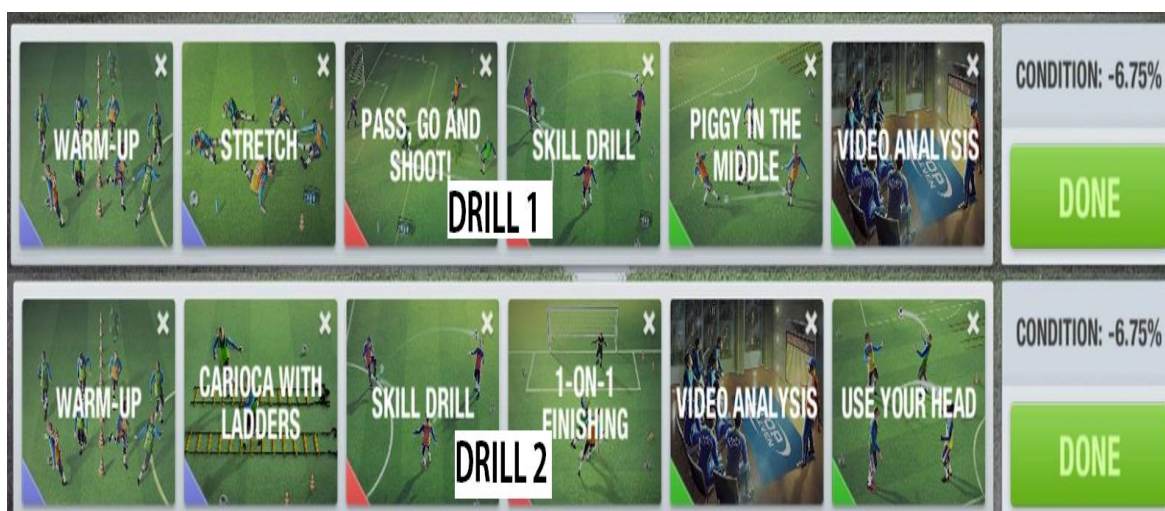 WARM-UP
STRETCH
PASS, GO AND
SHOOT!
SKILL DRILL
PIGGY IN THE
MIDDLE
VIDEO ANALYSIS
CONDITION: -6.75%
DONE
DRILL 1
WARM-UP
CARIOCA WITH
LADDERS
SKILL DRILL
1-ON-1
FINISHING
VIDEO ANALYSIS
USE YOUR HEAD
CONDITION: -6.75%
DONE
DRILL 2